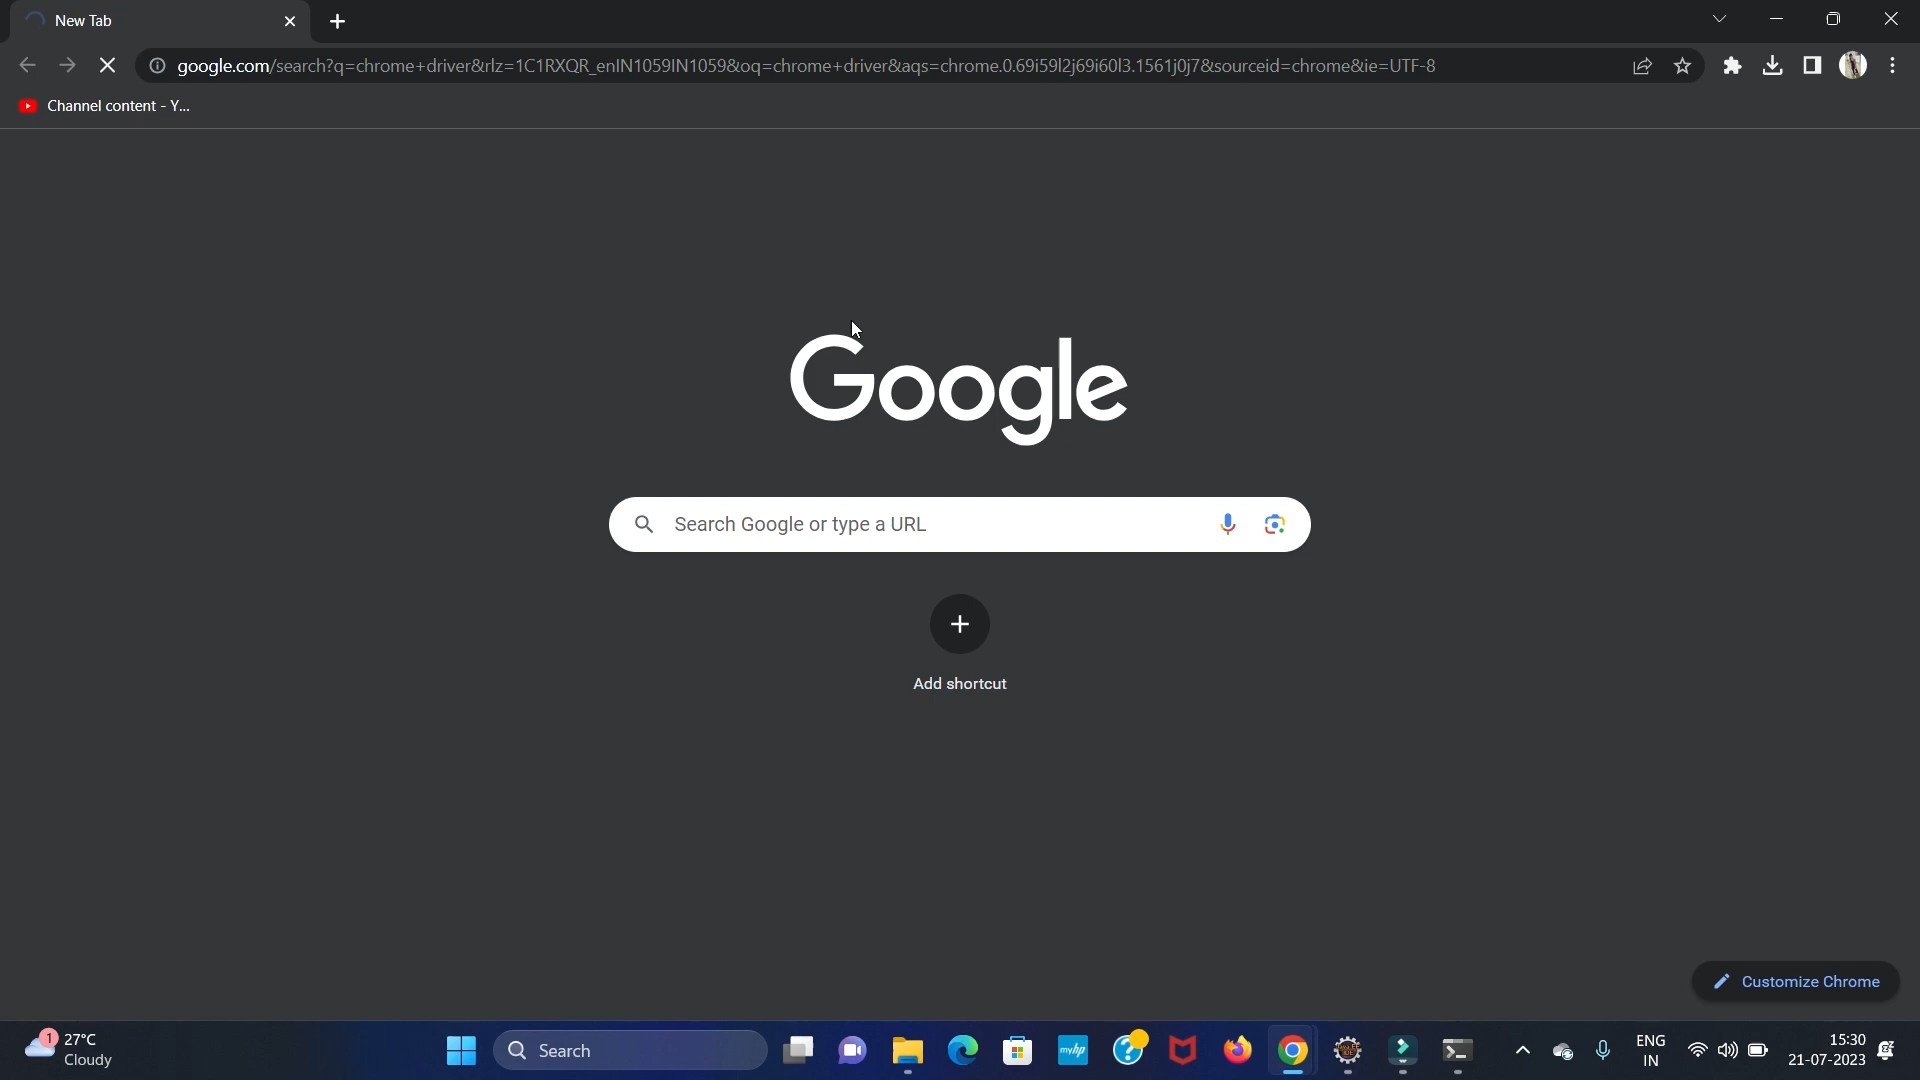 New Tab
google.com/search?q=chrome+driver&rlz=1C1RXQR_enIN1059IN1059&oq=chrome+driver&aqs=chrome.0.69i59l2j69i60l3.1561j0j7&sourceid=chrome&ie=UTF-8
Channel content - Y...
Google
Search Google or type a URL
Add shortcut
Customize Chrome
1
27°C
Cloudy
Search
myhp
ENG
IN
15:30
21-07-2023